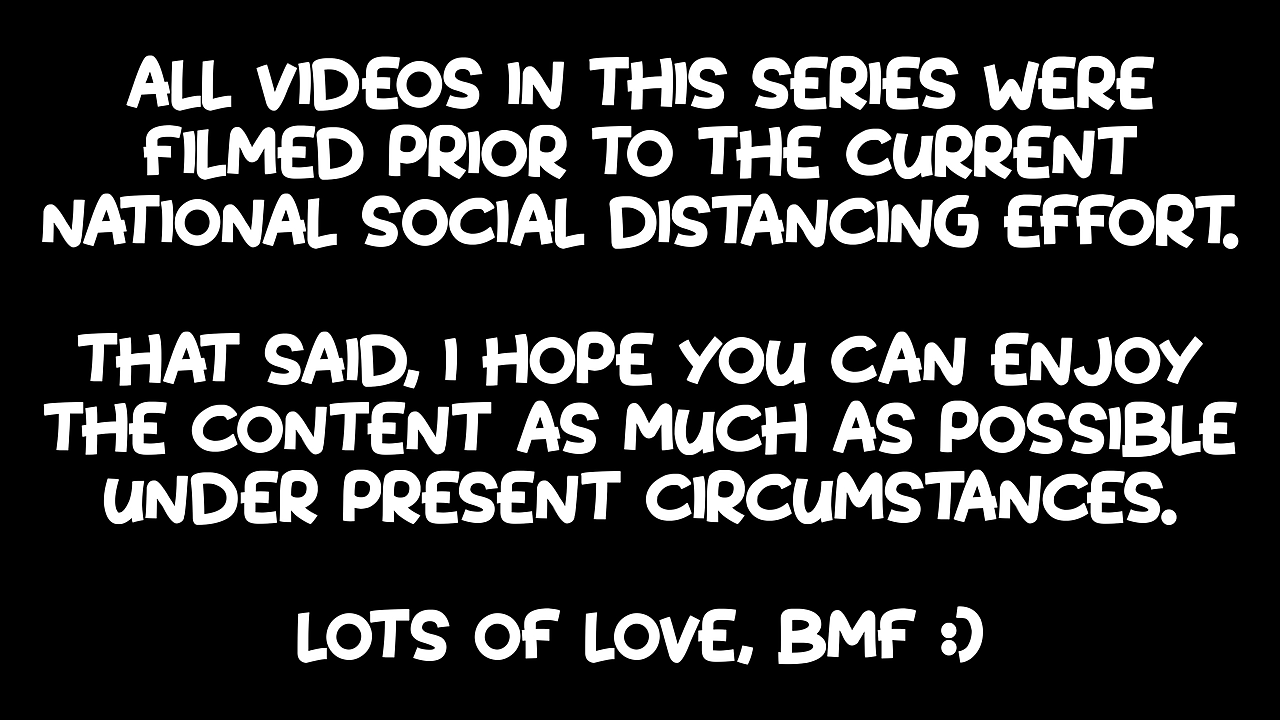 ALL VIDEOS IN THIS SERIES WERE
FILMED PRIOR TO THE CURRENT
NATIONAL SOCIAL DISTANCING EFFORT.
THAT SAID, I HOPE YOU CAN ENJOY
THE CONTENT AS MUCH AS POSSIBLE
UNDER PRESENT CIRCUMSTANCES.
LOTS OF LOVE, BMF :)